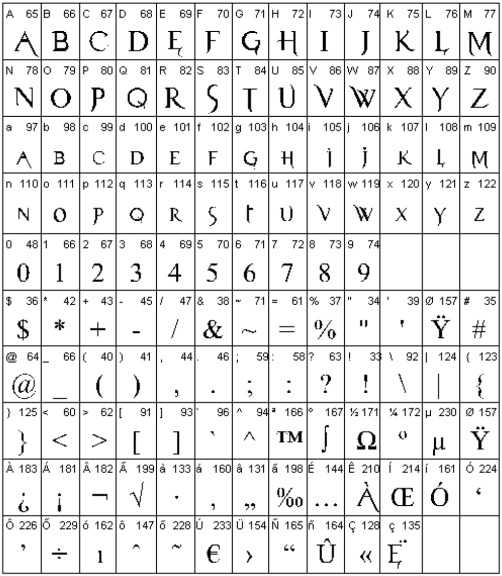 A 65 B 66 C 67 D 68 E 69 F 70 G 71 H 72 I 73 J 74 K 75 L 76 M 77
A B C D E F G H I J K L M
N 78 O 79 P 80 Q 81 R 82 S 83 T 84 U 85 V 86 W 87 X 88 Y 89 Z 90
N O P Q R S T U V W X Y Z
a 97 b 98 c 99 d 100 e 101 f 102 g 103 h 104 i 105 j 106 k 107 l 108 m 109
A B C D E F G H i j K L M
n 110 o 111 p 112 q 113 r 114 s 115 t 116 u 117 v 118 w 119 x 120 y 121 z 122
N O P Q R S t U V W X Y Z
0 48 1 66 2 67 3 68 4 69 5 70 6 71 7 72 8 73 9 74
0 1 2 3 4 5 6 7 8 9
$ 36 * 42 + 43 - 45 / 47 & 38 ~ 71 = 61 % 37 " 34 ' 39 Ø 157 # 35
$ * + - / & ~ = % " ' Ÿ #
@ 64 _ 66 ( 40 ) 41 , 44 . 46 ; 59 : 58 ? 63 ! 33 \ 92 | 124 { 123
@ _ ( ) , . ; : ? ! \ | {
} 125 < 60 > 62 [ 91 ] 93 ` 96 ^ 94 ª 166 ° 167 ½ 171 ¼ 172 µ 230 Ø 157
} < > [ ] ` ^ ™ ∫ Ω º µ Ÿ
À 183 Á 181 Â 182 Ã 199 à 133 á 160 â 131 ã 198 É 144 Ê 210 Í 214 í 161 Ó 224
¿ ¡ ¬ √ · ‚ „ ‰ … À Œ Ó ‘
Ô 226 Õ 229 ó 162 ô 147 õ 228 Ú 233 Ü 154 Ñ 165 ñ 164 Ç 128 ç 135
’ ÷ ı ˆ ˜ € › “ Û «